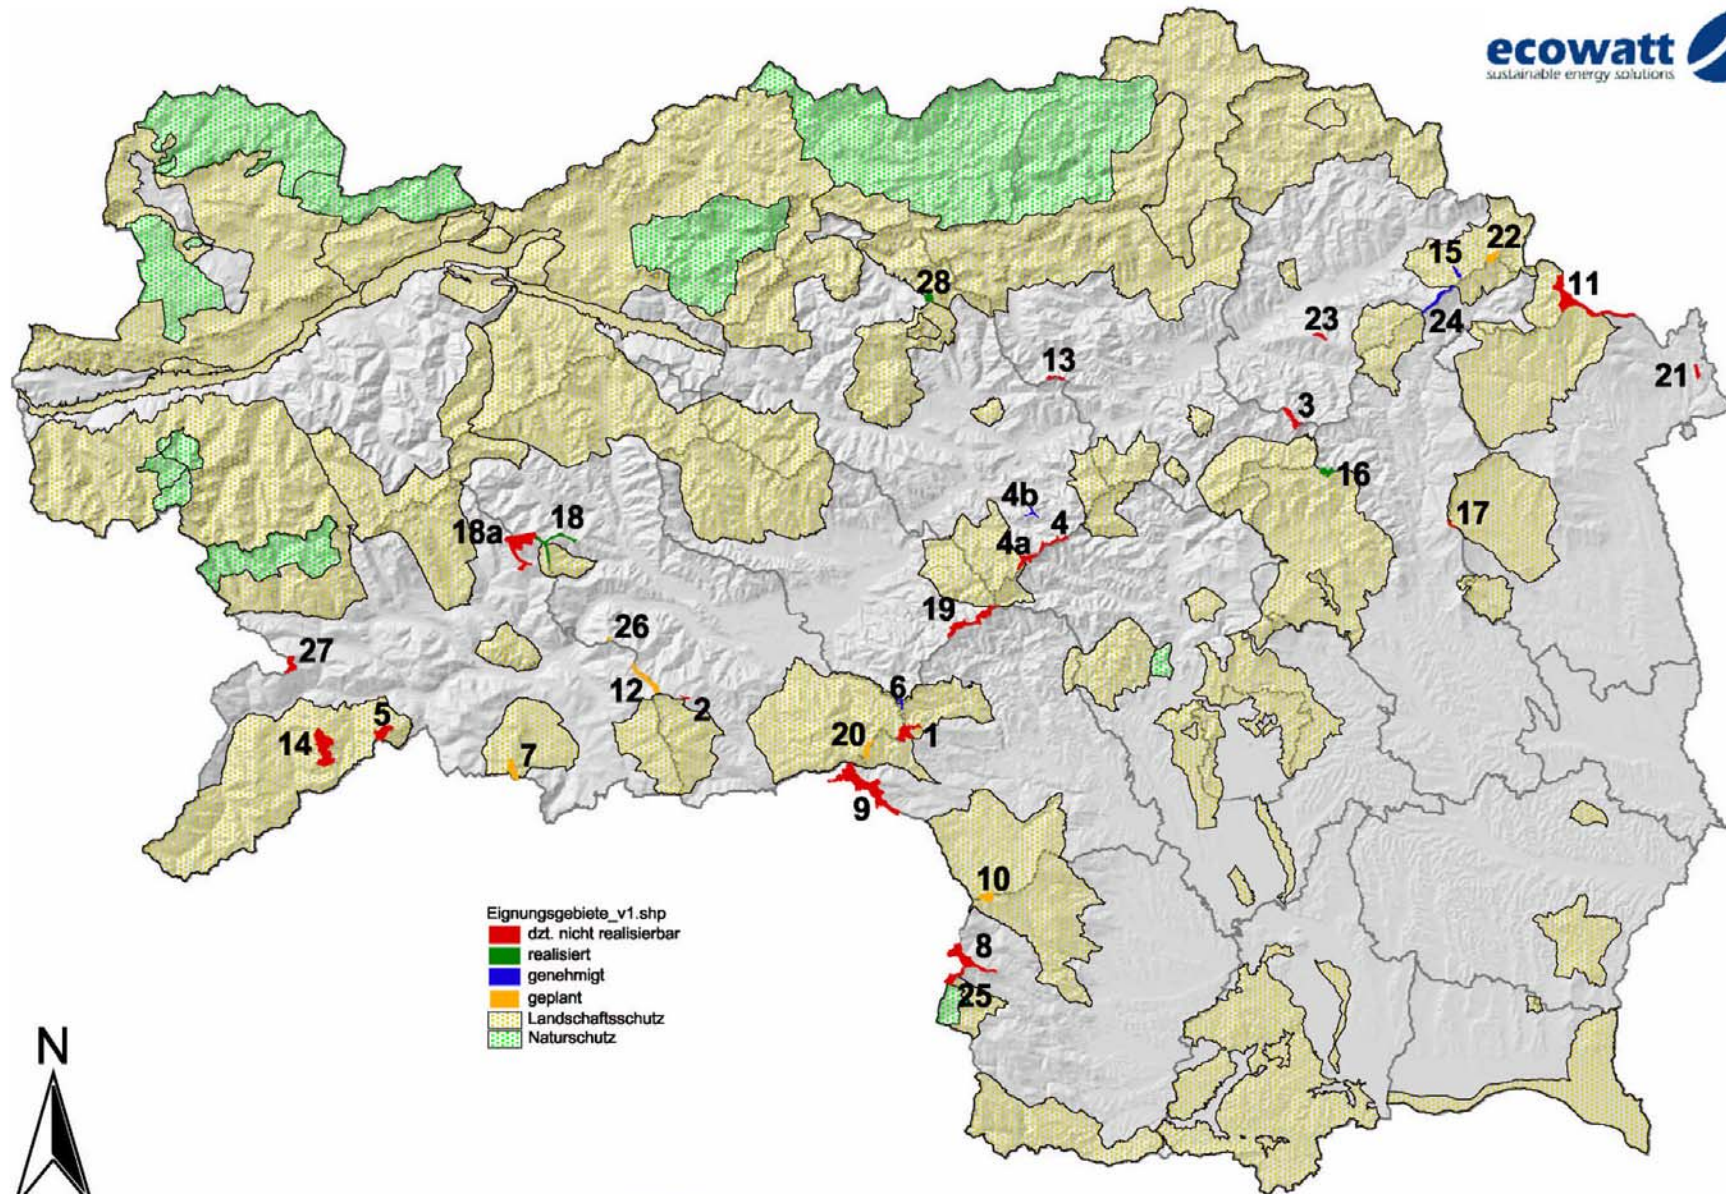 ecowatt
sustainable energy solutions
15
22
28
11
24
23
13
21
3
16
4b
18
4
17
18a
4a
19
26
27
12
2
6
5
20
1
14
7
9
10
Eignungsgebiete_v1.shp
dzt. nicht realisierbar
realisiert
8
genehmigt
geplant
25
Landschaftsschutz
Naturschutz
N